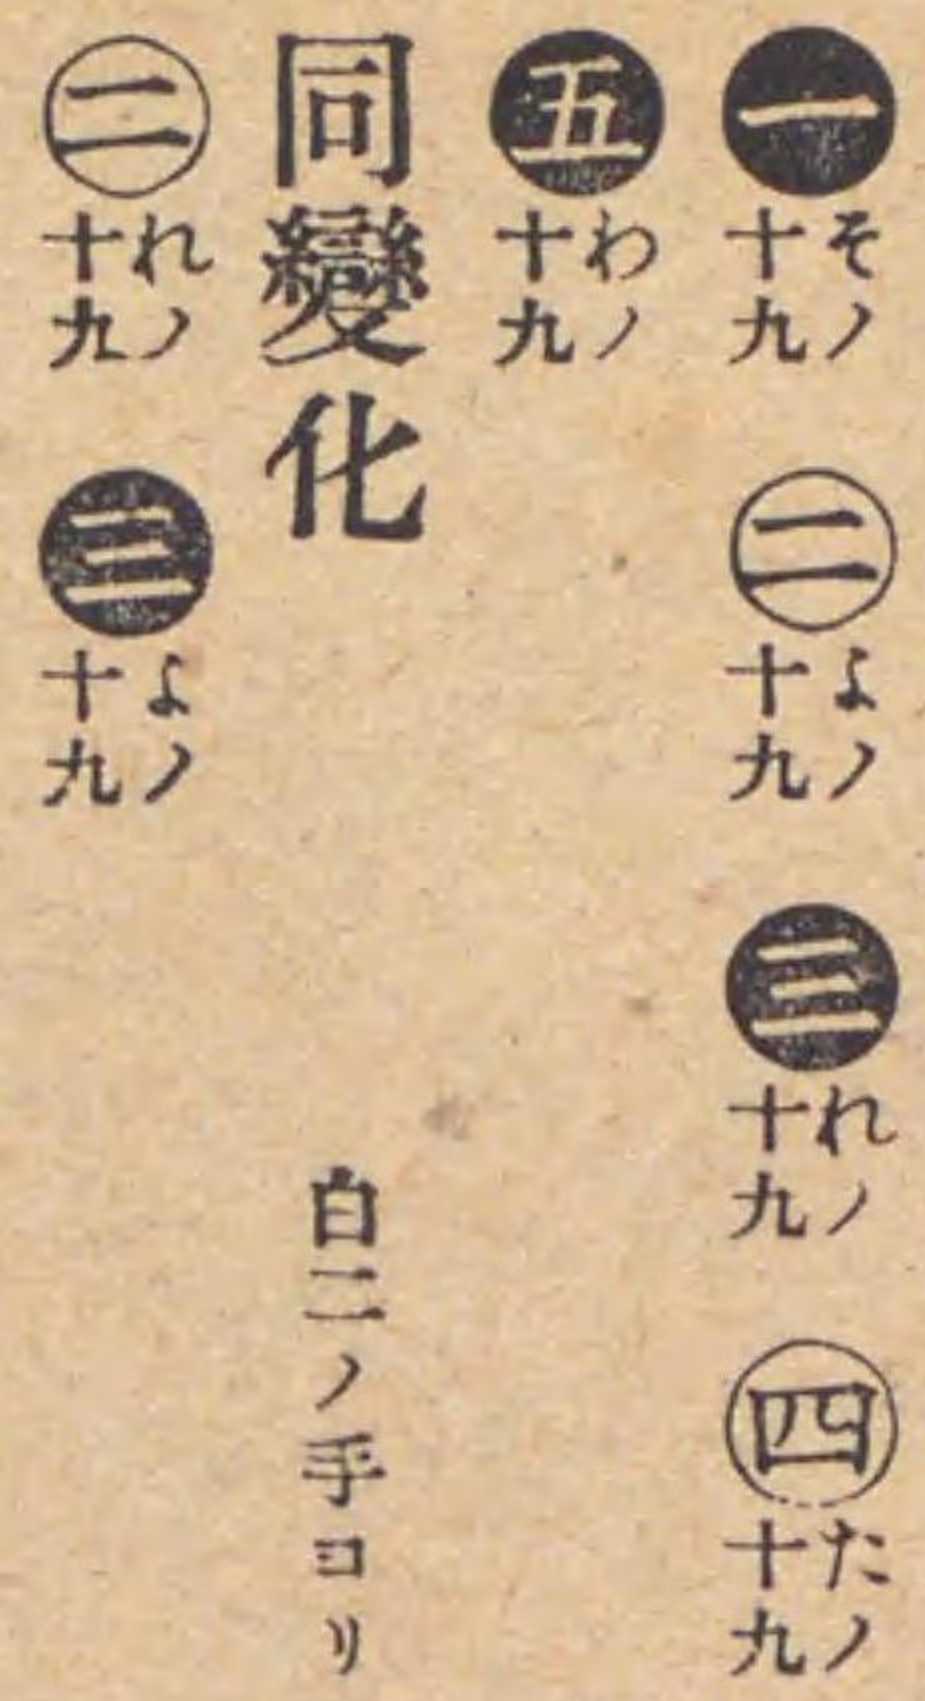 一 そノ十九 二 よノ十九 三 れノ十九 四 たノ十九
五 わノ十九
同變化 白二ノ手ヨリ
二 れノ十九 三 よノ十九